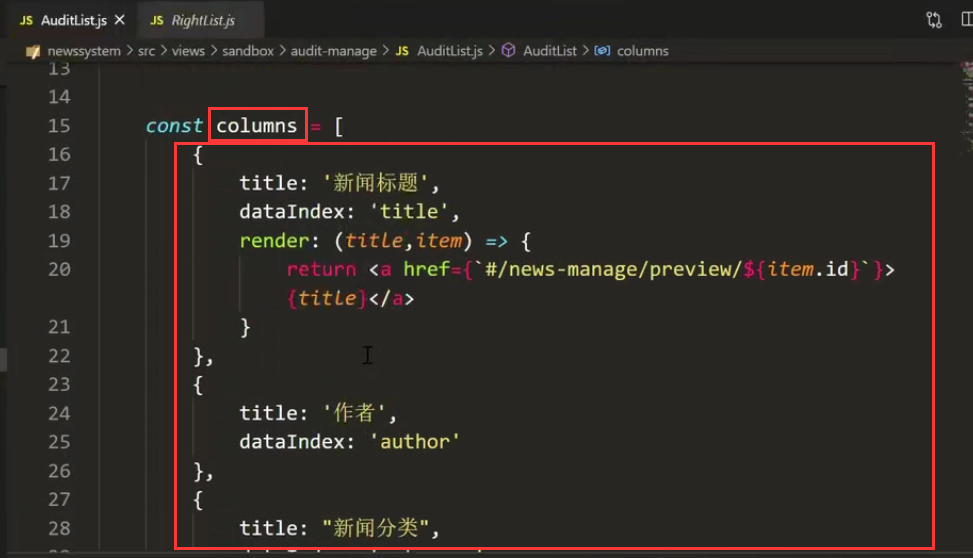 JS AuditList.js ×
JS RightList.js
newssystem > src > views > sandbox > audit-manage > JS AuditList.js > AuditList > columns
13
14
15 const columns = [
16 {
17 title: '新闻标题',
18 dataIndex: 'title',
19 render: (title,item) => {
20 return <a href={`#/news-manage/preview/${item.id}`}>
{title}</a>
21 }
22 },
23 {
24 title: '作者',
25 dataIndex: 'author'
26 },
27 {
28 title: "新闻分类",